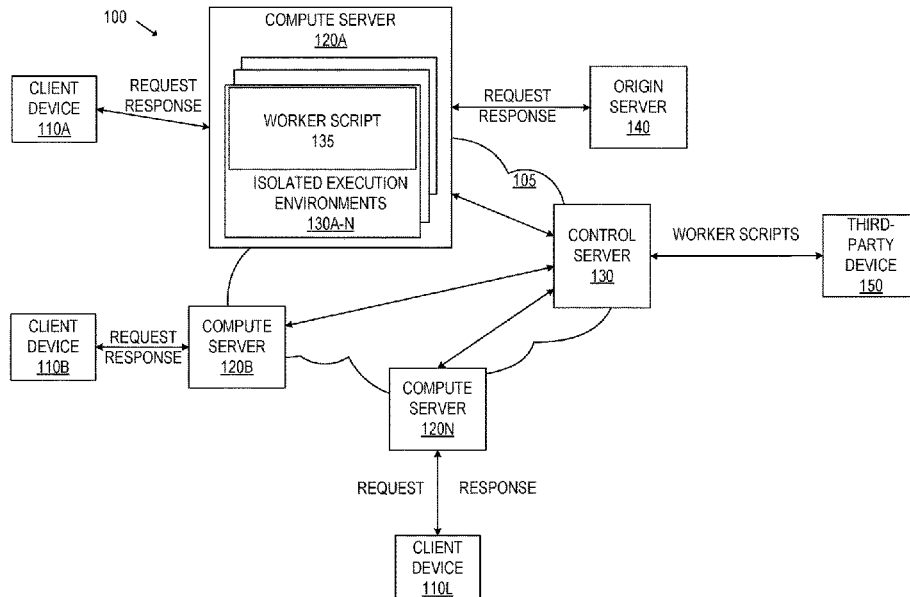 100
COMPUTE SERVER
120A
CLIENT
DEVICE
110A
REQUEST
RESPONSE
WORKER SCRIPT
135
ISOLATED EXECUTION
ENVIRONMENTS
130A-N
REQUEST
RESPONSE
ORIGIN
SERVER
140
105
CONTROL
SERVER
130
WORKER SCRIPTS
THIRD-
PARTY
DEVICE
150
CLIENT
DEVICE
110B
REQUEST
RESPONSE
COMPUTE
SERVER
120B
COMPUTE
SERVER
120N
REQUEST
RESPONSE
CLIENT
DEVICE
110L